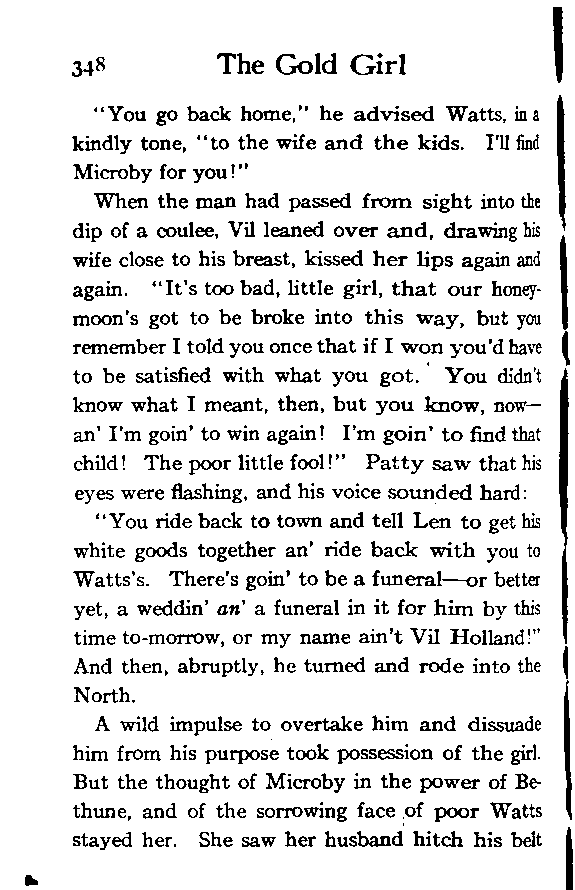 348 The Gold Girl
"You go back home," he advised Watts, in a
kindly tone, "to the wife and the kids. I'll find
Microby for you!"
When the man had passed from sight into the
dip of a coulee, Vil leaned over and, drawing his
wife close to his breast, kissed her lips again and
again. "It's too bad, little girl, that our honey-
moon's got to be broke into this way, but you
remember I told you once that if I won you'd have
to be satisfied with what you got. You didn't
know what I meant, then, but you know, now—
an' I'm goin' to win again! I'm goin' to find that
child! The poor little fool!" Patty saw that his
eyes were flashing, and his voice sounded hard:
"You ride back to town and tell Len to get his
white goods together an' ride back with you to
Watts's. There's goin' to be a funeral—or better
yet, a weddin' an' a funeral in it for him by this
time to-morrow, or my name ain't Vil Holland!"
And then, abruptly, he turned and rode into the
North.
A wild impulse to overtake him and dissuade
him from his purpose took possession of the girl.
But the thought of Microby in the power of Be-
thune, and of the sorrowing face of poor Watts
stayed her. She saw her husband hitch his belt